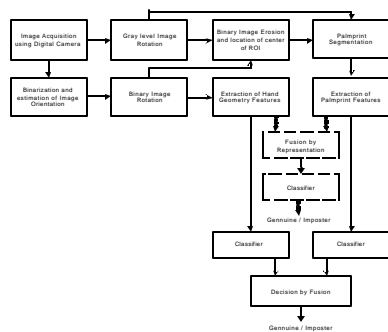 Image Acquisition
using Digital Camera
Gray level Image
Rotation
Binary Image Erosion
and location of center
of ROI
Palmprint
Segmentation
Binarization and
estimation of Image
Orientation
Binary Image
Rotation
Extraction of Hand
Geometry Features
Extraction of
Palmprint Features
Fusion by
Representation
Classifier
Gennuine / Imposter
Classifier
Classifier
Decision by Fusion
Gennuine / Imposter